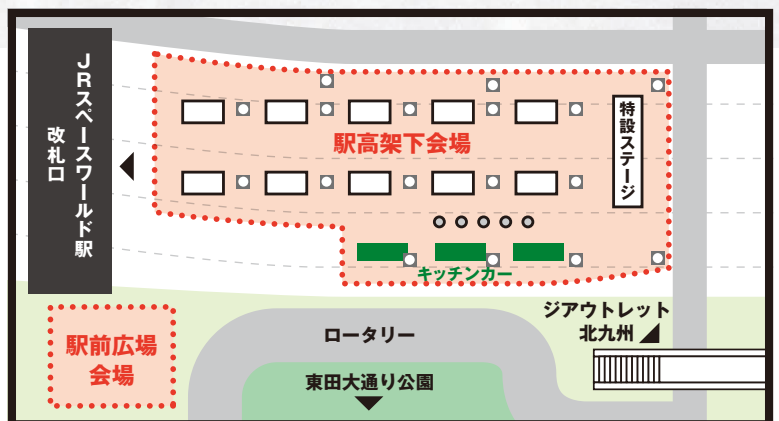 JRスペースワールド駅
改札口
駅高架下会場
特設ステージ
キッチンカー
駅前広場
会場
ロータリー
東田大通り公園
ジアウトレット
北九州